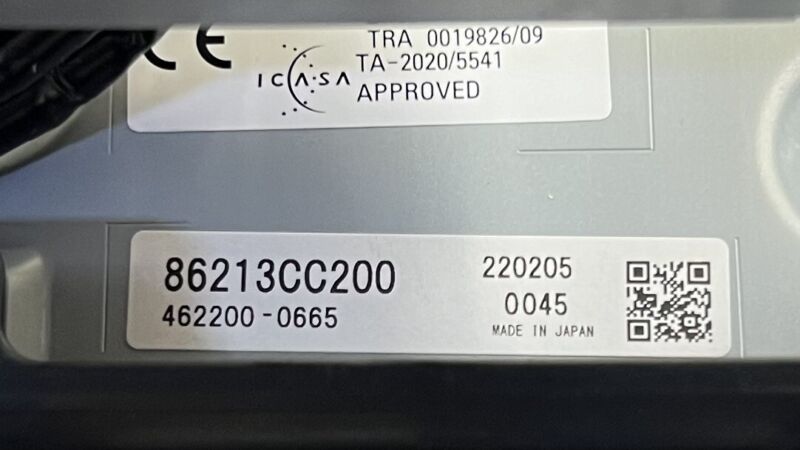 CE
TRA 0019826/09
ICASA TA-2020/5541
APPROVED
86213CC200
462200-0665
220205
0045
MADE IN JAPAN